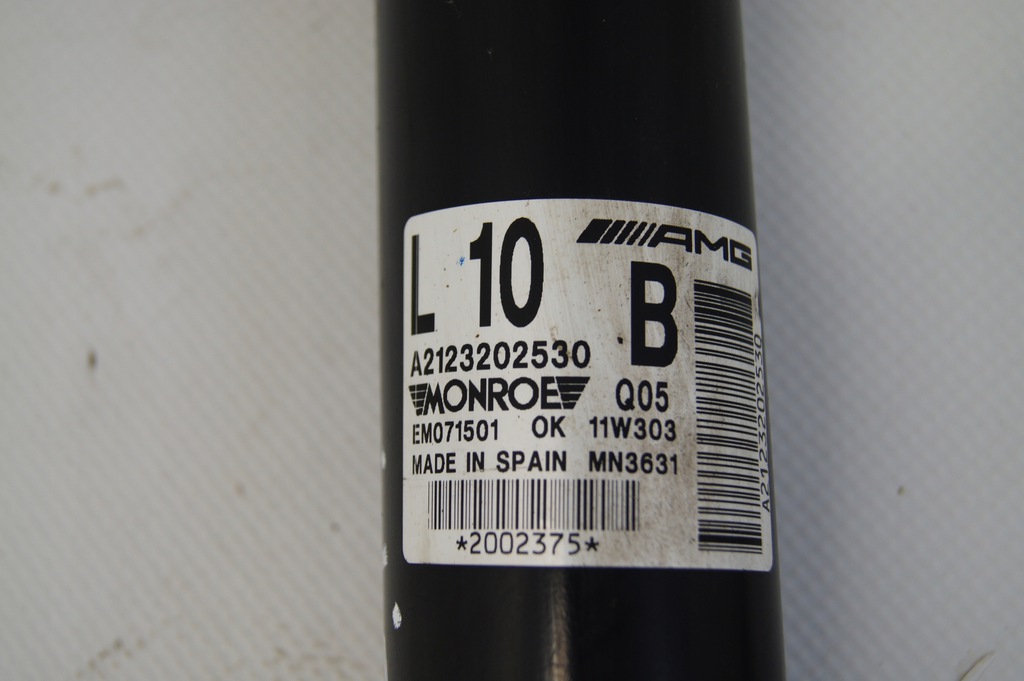 L 10
AMG
B
A2123202530
MONROE Q05
EM071501 OK 11W303
MADE IN SPAIN MN3631
*2002375*
A2123202530